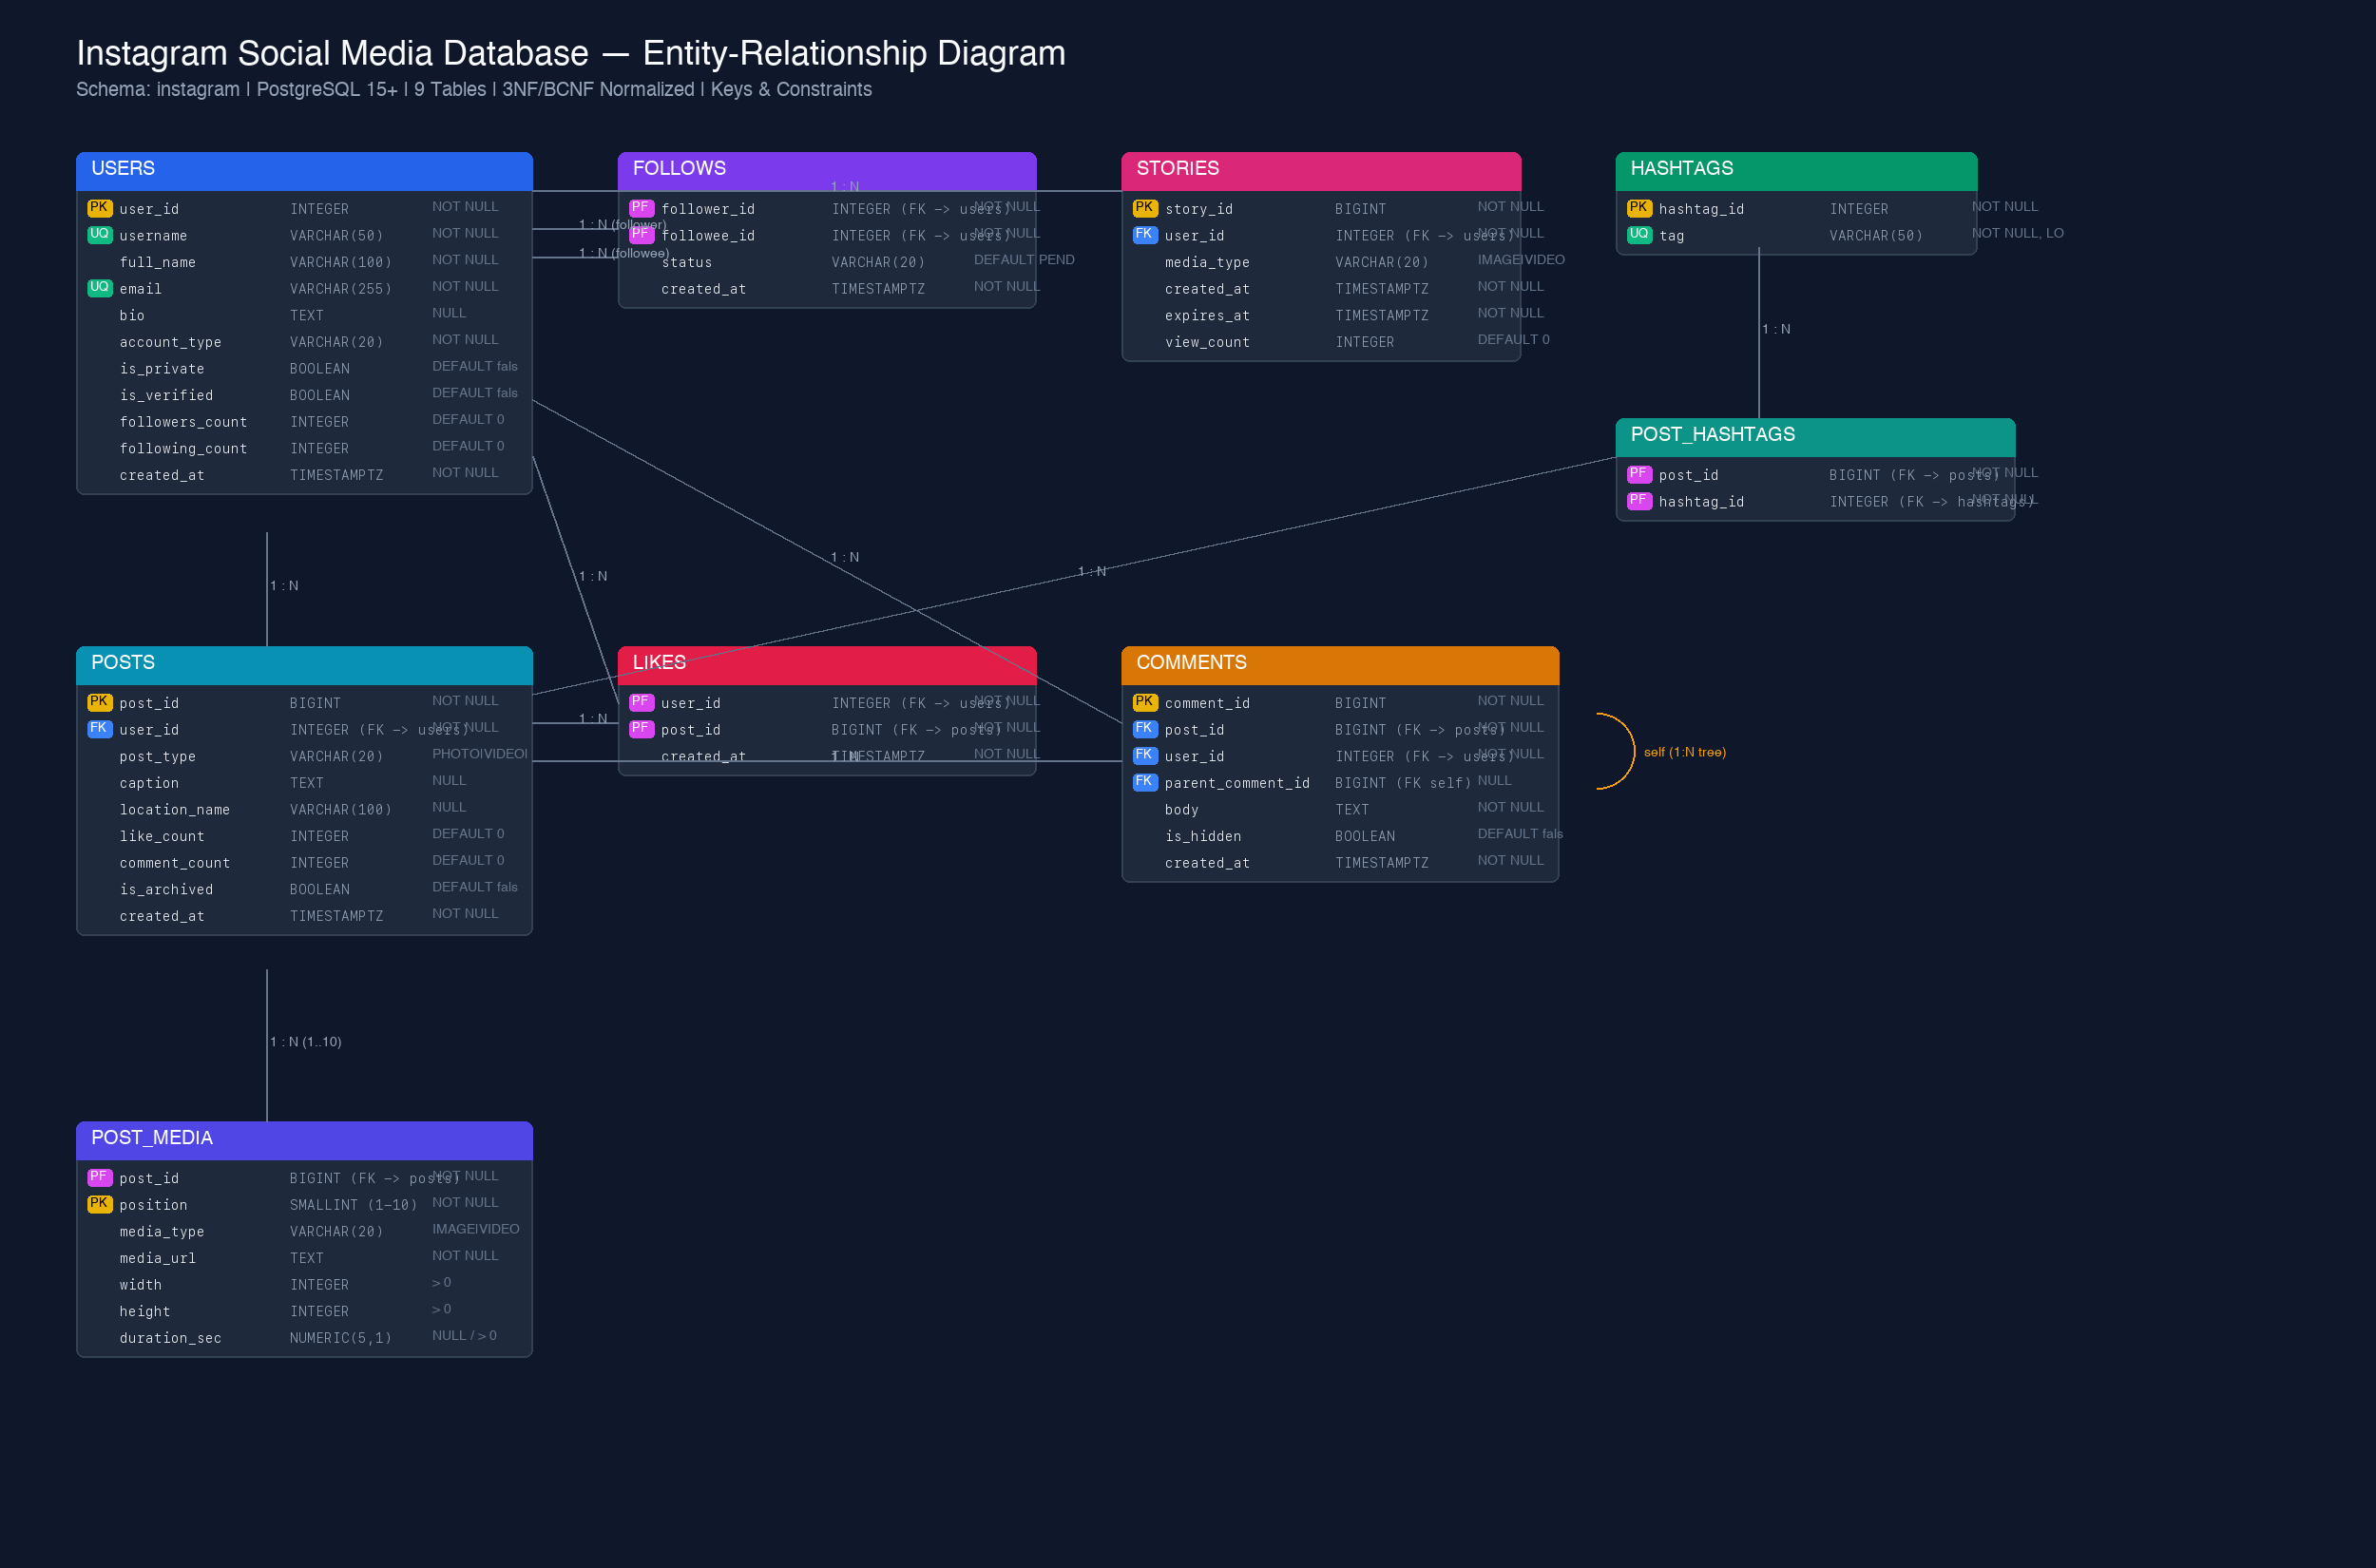 Instagram Social Media Database — Entity-Relationship Diagram
Schema: instagram | PostgreSQL 15+ | 9 Tables | 3NF/BCNF Normalized | Keys & Constraints
USERS
PK user_id INTEGER NOT NULL
UQ username VARCHAR(50) NOT NULL
full_name VARCHAR(100) NOT NULL
UQ email VARCHAR(255) NOT NULL
bio TEXT NULL
account_type VARCHAR(20) NOT NULL
is_private BOOLEAN DEFAULT fals
is_verified BOOLEAN DEFAULT fals
followers_count INTEGER DEFAULT 0
following_count INTEGER DEFAULT 0
created_at TIMESTAMPTZ NOT NULL
1 : N
1 : N (follower)
1 : N (followee)
FOLLOWS
PF follower_id INTEGER (FK -> users) NOT NULL
PF followee_id INTEGER (FK -> users) NOT NULL
status VARCHAR(20) DEFAULT PEND
created_at TIMESTAMPTZ NOT NULL
STORIES
PK story_id BIGINT NOT NULL
FK user_id INTEGER (FK -> users) NOT NULL
media_type VARCHAR(20) IMAGE|VIDEO
created_at TIMESTAMPTZ NOT NULL
expires_at TIMESTAMPTZ NOT NULL
view_count INTEGER DEFAULT 0
HASHTAGS
PK hashtag_id INTEGER NOT NULL
UQ tag VARCHAR(50) NOT NULL, LO
1 : N
POST_HASHTAGS
PF post_id BIGINT (FK -> posts) NOT NULL
PF hashtag_id INTEGER (FK -> hashtags) NOT NULL
1 : N
1 : N
1 : N
1 : N
POSTS
PK post_id BIGINT NOT NULL
FK user_id INTEGER (FK -> users) NOT NULL
post_type VARCHAR(20) PHOTO|VIDEO|
caption TEXT NULL
location_name VARCHAR(100) NULL
like_count INTEGER DEFAULT 0
comment_count INTEGER DEFAULT 0
is_archived BOOLEAN DEFAULT fals
created_at TIMESTAMPTZ NOT NULL
1 : N
LIKES
PF user_id INTEGER (FK -> users) NOT NULL
PF post_id BIGINT (FK -> posts) NOT NULL
created_at TIMESTAMPTZ NOT NULL
1 : N
COMMENTS
PK comment_id BIGINT NOT NULL
FK post_id BIGINT (FK -> posts) NOT NULL
FK user_id INTEGER (FK -> users) NOT NULL
FK parent_comment_id BIGINT (FK self) NULL
body TEXT NOT NULL
is_hidden BOOLEAN DEFAULT fals
created_at TIMESTAMPTZ NOT NULL
self (1:N tree)
1 : N (1..10)
POST_MEDIA
PF post_id BIGINT (FK -> posts) NOT NULL
PK position SMALLINT (1-10) NOT NULL
media_type VARCHAR(20) IMAGE|VIDEO
media_url TEXT NOT NULL
width INTEGER > 0
height INTEGER > 0
duration_sec NUMERIC(5,1) NULL / > 0